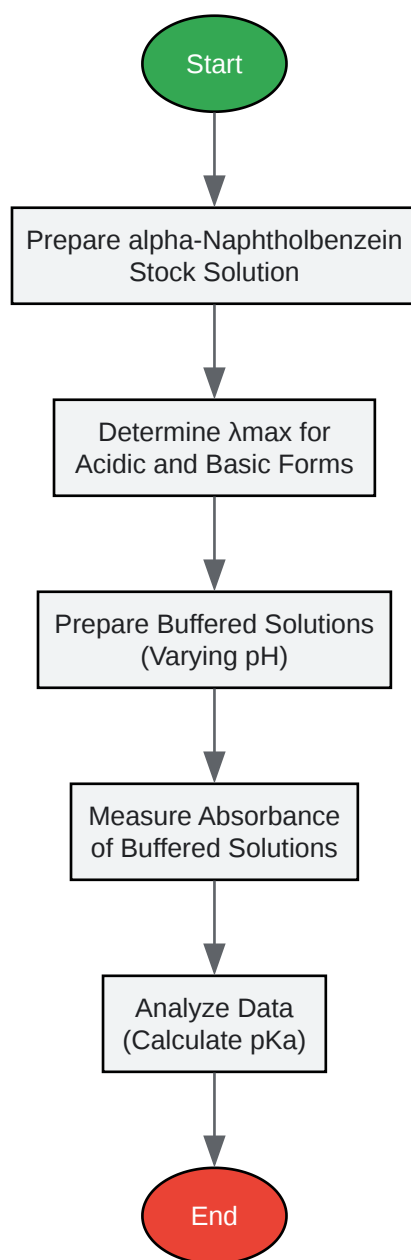 Start
Prepare alpha-Naphtholbenzein
Stock Solution
Determine λmax for
Acidic and Basic Forms
Prepare Buffered Solutions
(Varying pH)
Measure Absorbance
of Buffered Solutions
Analyze Data
(Calculate pKa)
End